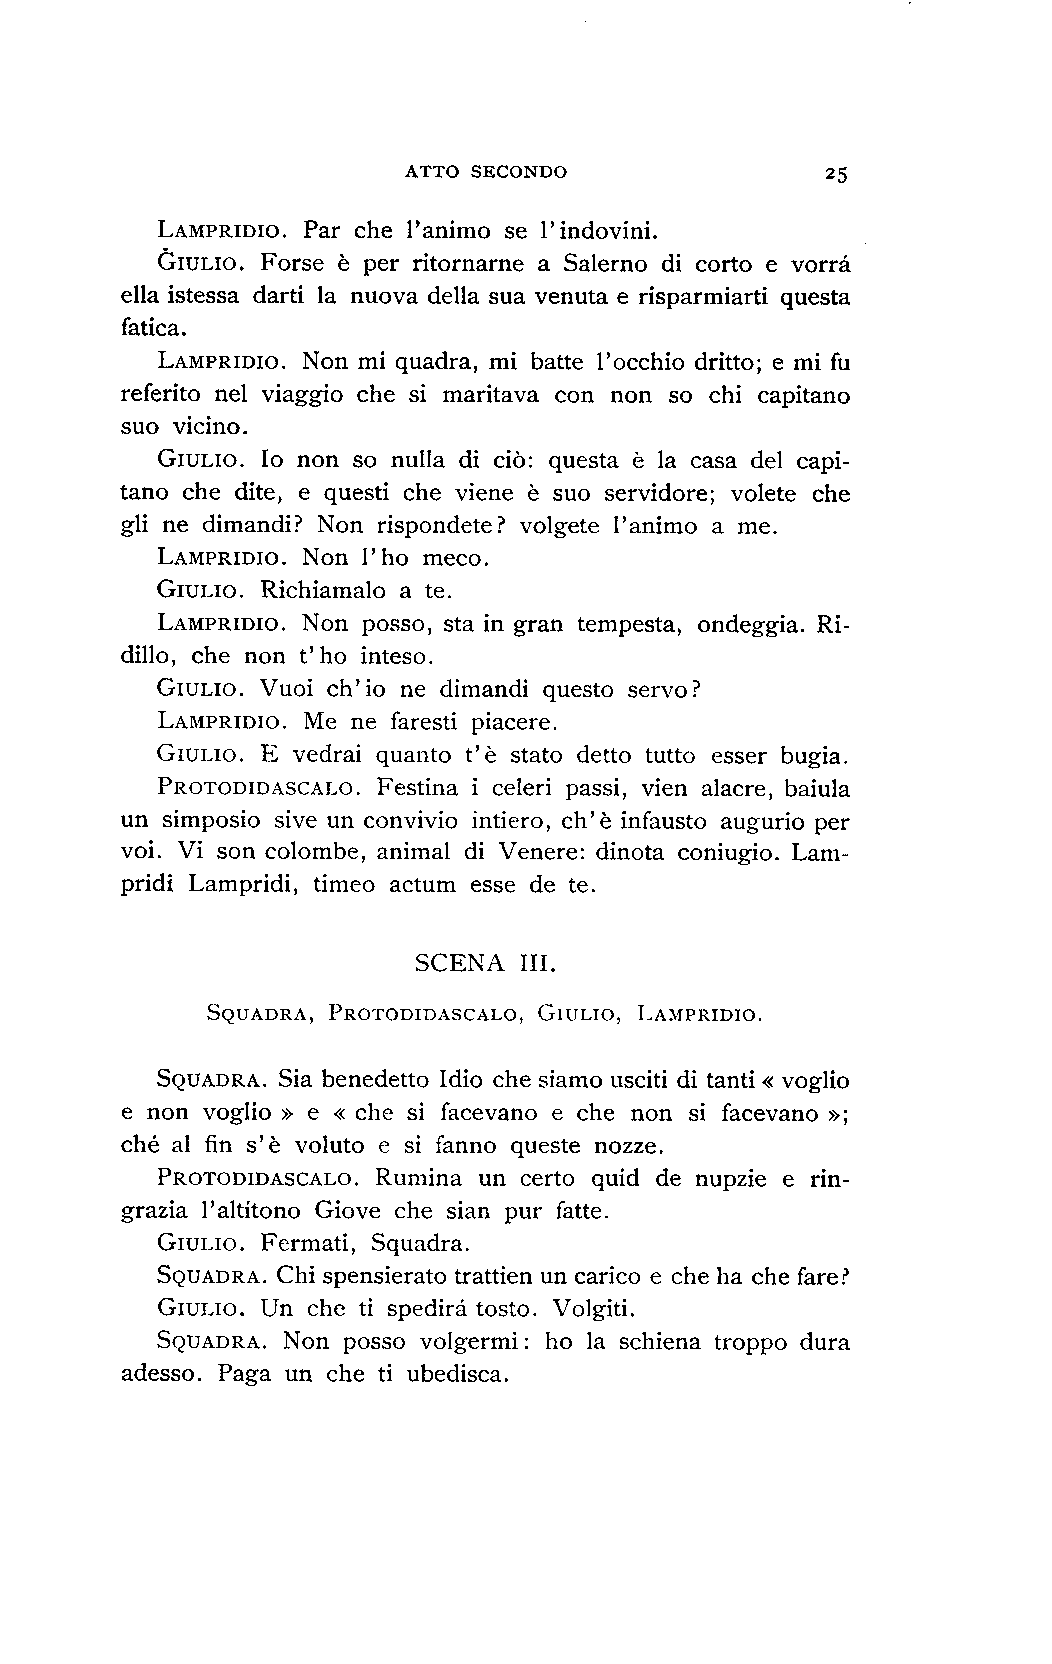 ATTO SECONDO 25
LAMPRIDIO. Par che l'animo se l'indovini.
GIULIO. Forse è per ritornarne a Salerno di corto e vorrá
ella istessa darti la nuova della sua venuta e risparmiarti questa
fatica.
LAMPRIDIO. Non mi quadra, mi batte l'occhio dritto; e mi fu
referito nel viaggio che si maritava con non so chi capitano
suo vicino.
GIULIO. Io non so nulla di ciò: questa è la casa del capi-
tano che dite, e questi che viene è suo servidore; volete che
gli ne dimandi? Non rispondete? volgete l'animo a me.
LAMPRIDIO. Non l'ho meco.
GIULIO. Richiamalo a te.
LAMPRIDIO. Non posso, sta in gran tempesta, ondeggia. Ri-
dillo, che non t'ho inteso.
GIULIO. Vuoi ch'io ne dimandi questo servo?
LAMPRIDIO. Me ne faresti piacere.
GIULIO. E vedrai quanto t'è stato detto tutto esser bugia.
PROTODIDASCALO. Festina i celeri passi, vien alacre, baiula
un simposio sive un convivio intiero, ch'è infausto augurio per
voi. Vi son colombe, animal di Venere: dinota coniugio. Lam-
pridi Lampridi, timeo actum esse de te.
SCENA III.
SQUADRA, PROTODIDASCALO, GIULIO, LAMPRIDIO.
SQUADRA. Sia benedetto Idio che siamo usciti di tanti « voglio
e non voglio » e « che si facevano e che non si facevano »;
ché al fin s'è voluto e si fanno queste nozze.
PROTODIDASCALO. Rumina un certo quid de nupzie e rin-
grazia l'altitono Giove che sian pur fatte.
GIULIO. Fermati, Squadra.
SQUADRA. Chi spensierato trattien un carico e che ha che fare?
GIULIO. Un che ti spedirá tosto. Volgiti.
SQUADRA. Non posso volgermi: ho la schiena troppo dura
adesso. Paga un che ti ubedisca.